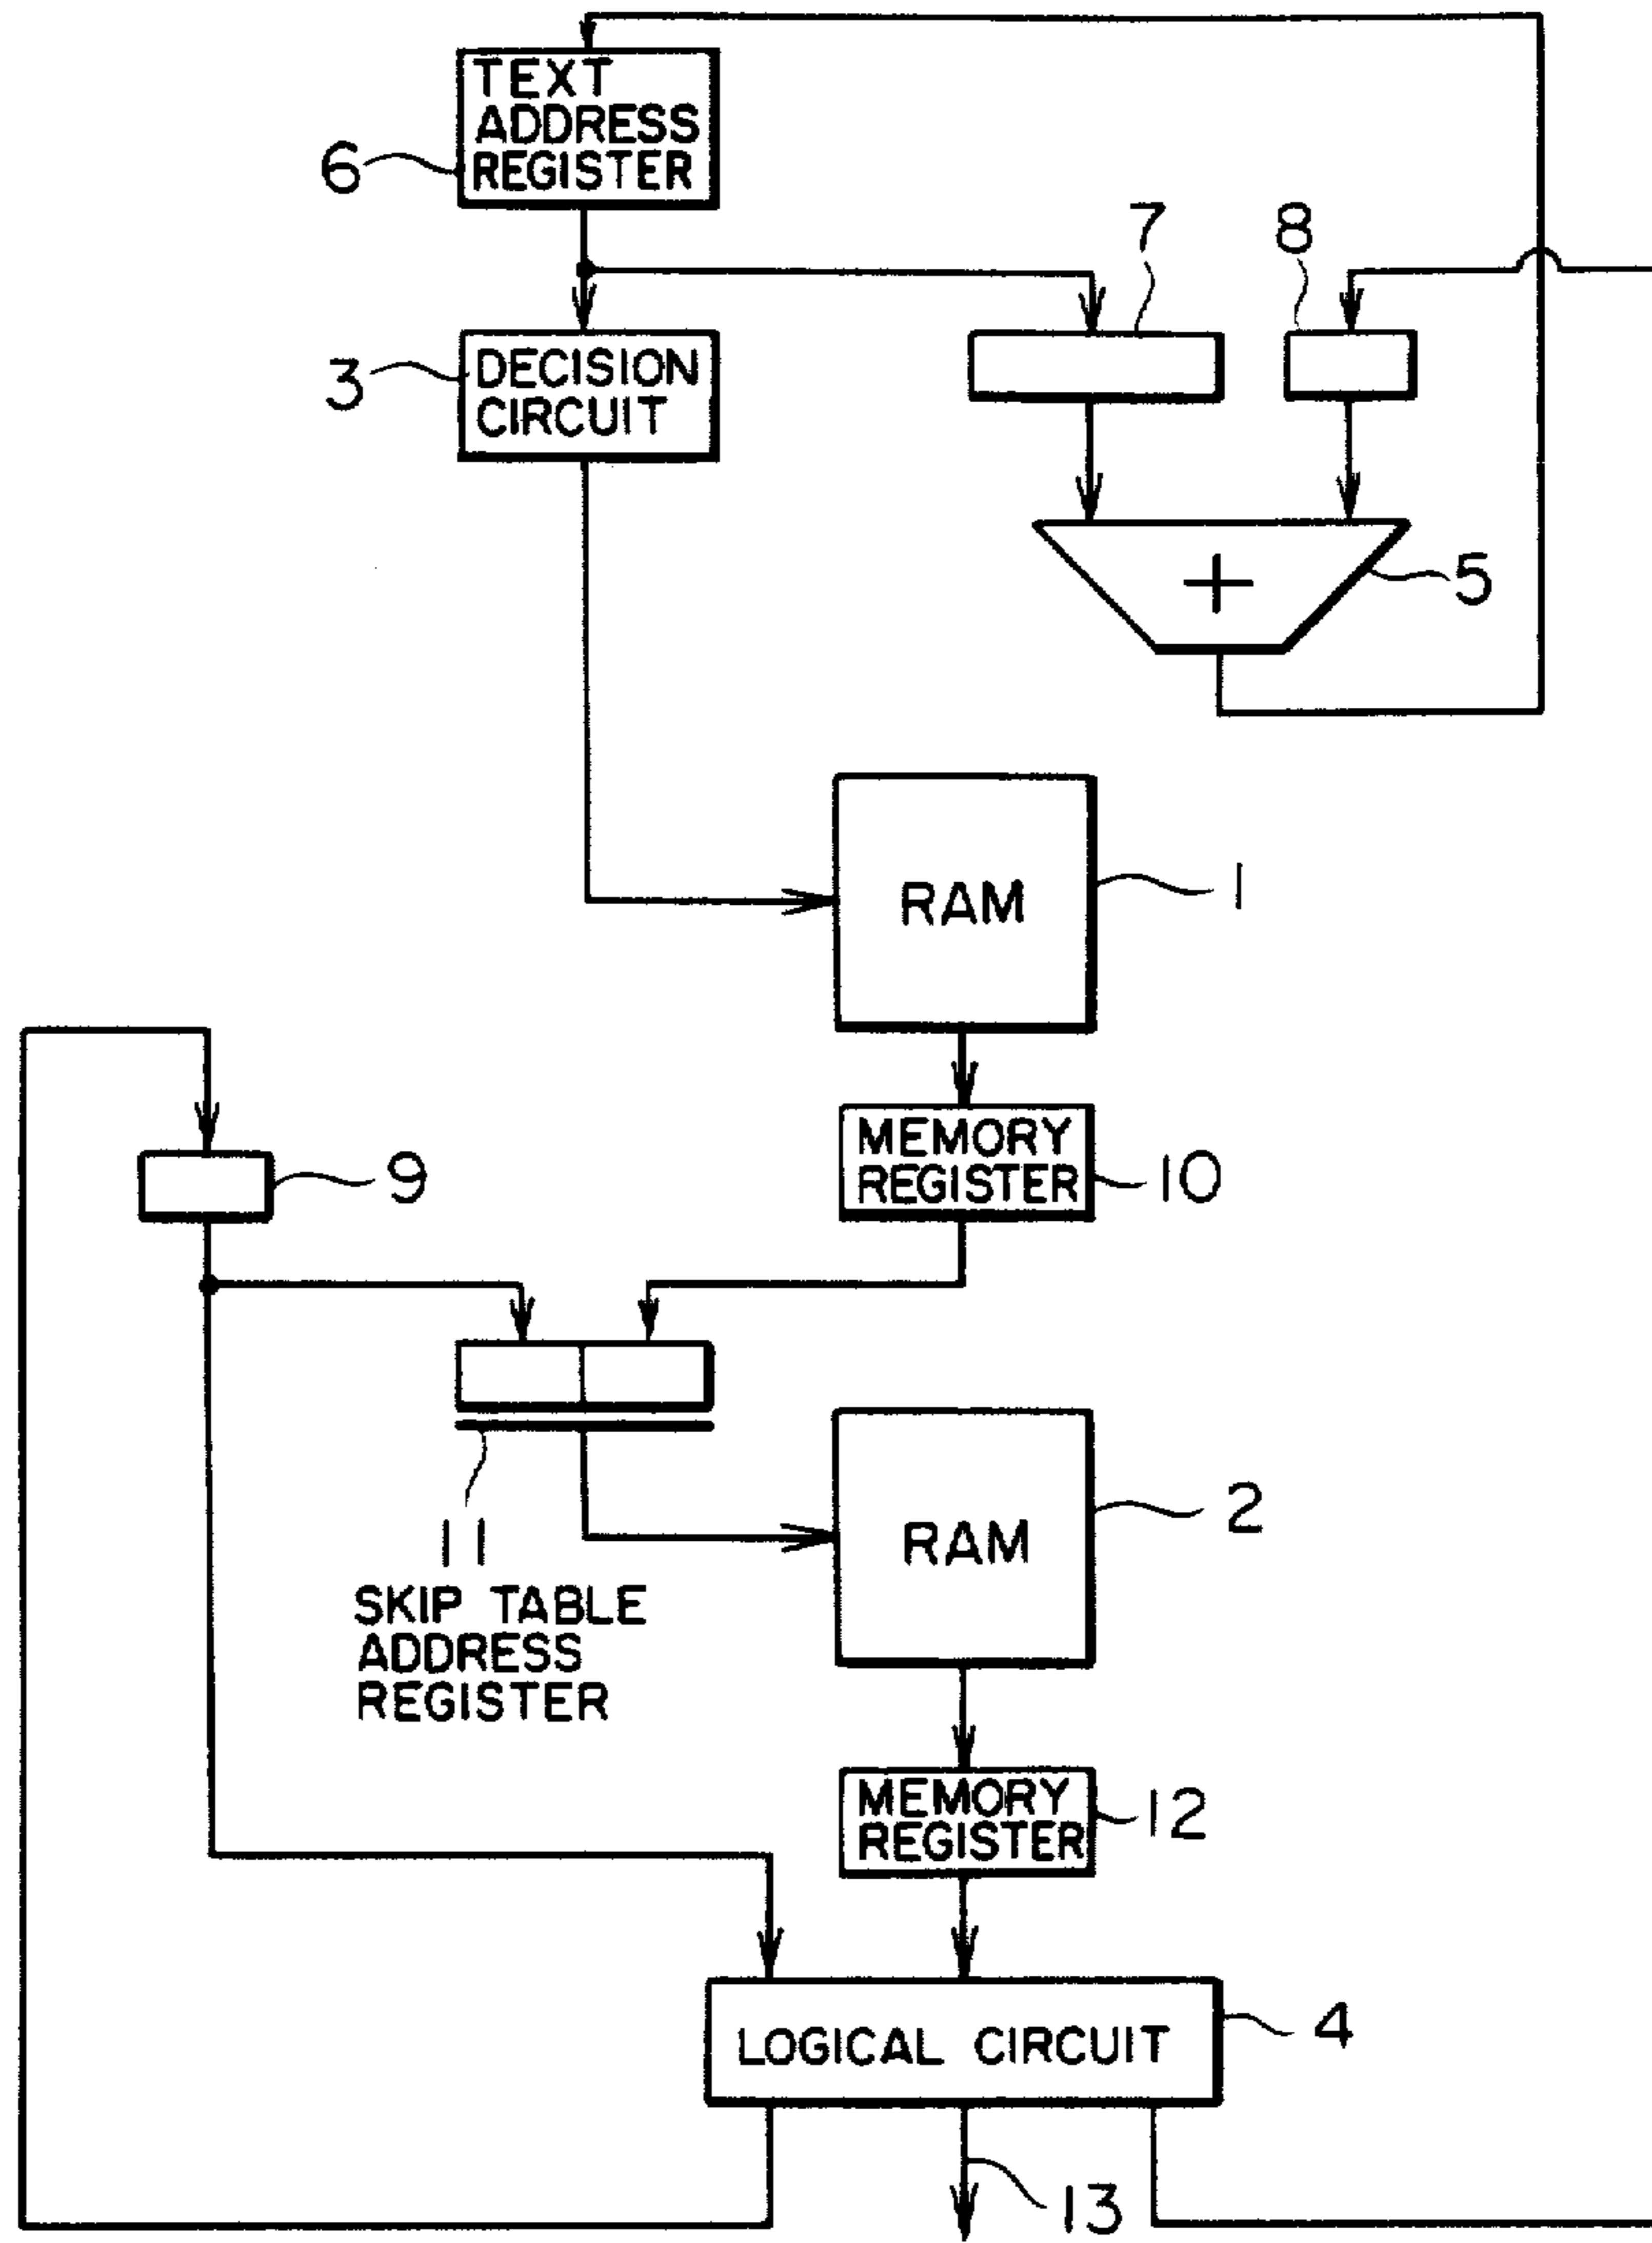 TEXT
ADDRESS
REGISTER
6
7
8
3
DECISION
CIRCUIT
+
5
RAM
1
MEMORY
REGISTER
10
9
11
SKIP TABLE
ADDRESS
REGISTER
RAM
2
MEMORY
REGISTER
12
LOGICAL CIRCUIT
4
13